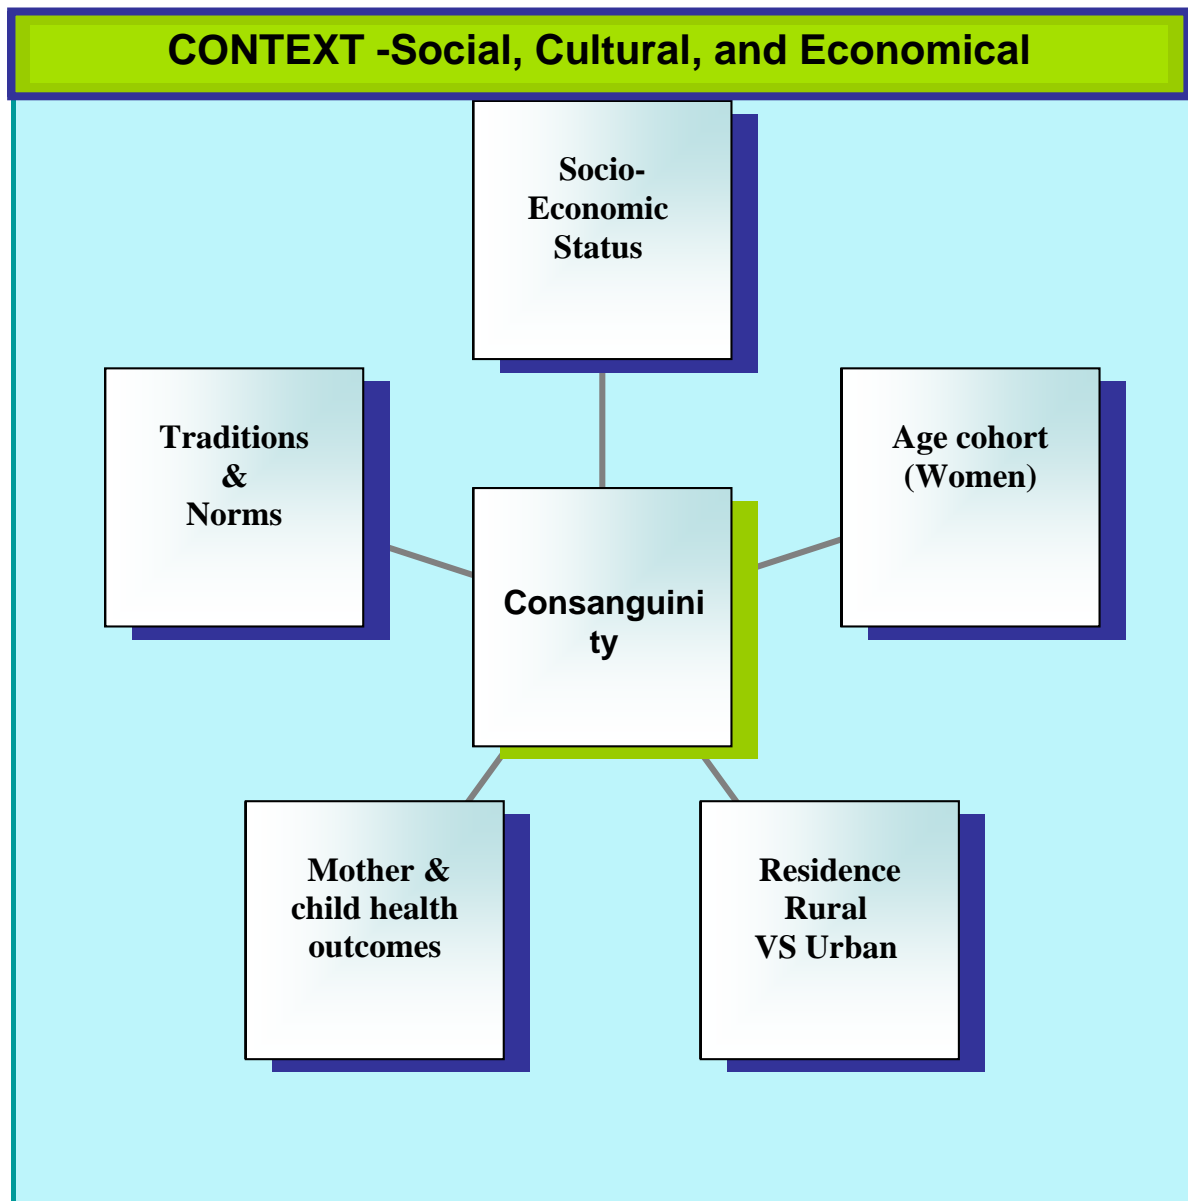 CONTEXT -Social, Cultural, and Economical
Socio-
Economic
Status
Traditions
&
Norms
Age cohort
(Women)
Consanguini
ty
Mother &
child health
outcomes
Residence
Rural
VS Urban